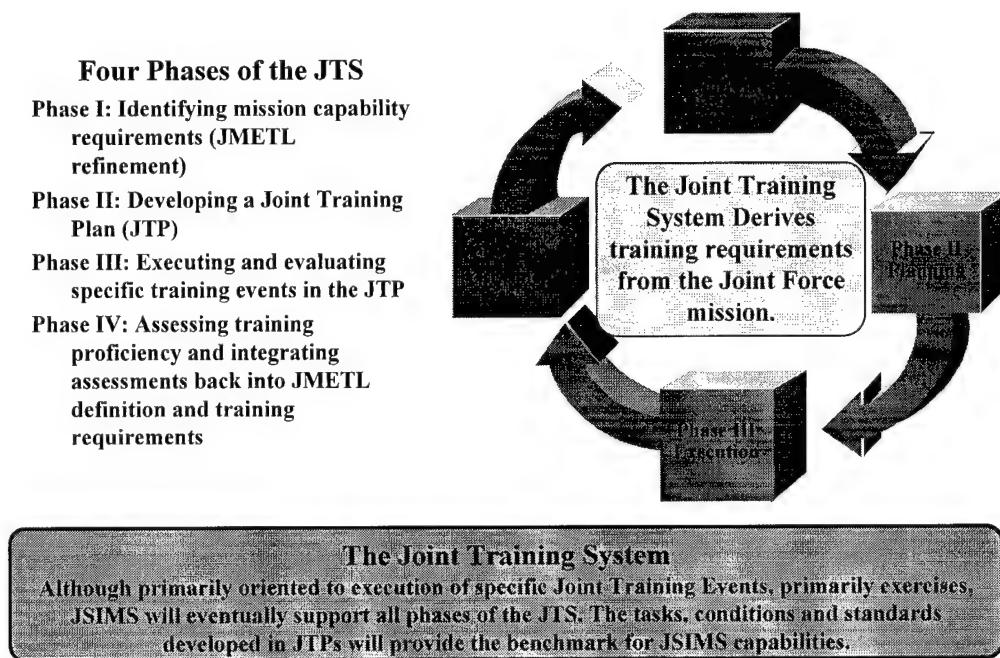 Four Phases of the JTS
Phase I: Identifying mission capability
requirements (JMETL
refinement)
Phase II: Developing a Joint Training
Plan (JTP)
Phase III: Executing and evaluating
specific training events in the JTP
Phase IV: Assessing training
proficiency and integrating
assessments back into JMETL
definition and training
requirements
The Joint Training
System Derives
training requirements
from the Joint Force
mission.
Phase II
Planning
Phase III
Execution
The Joint Training System
Although primarily oriented to execution of specific Joint Training Events, primarily exercises,
JSIMS will eventually support all phases of the JTS. The tasks, conditions and standards
developed in JTPs will provide the benchmark for JSIMS capabilities.